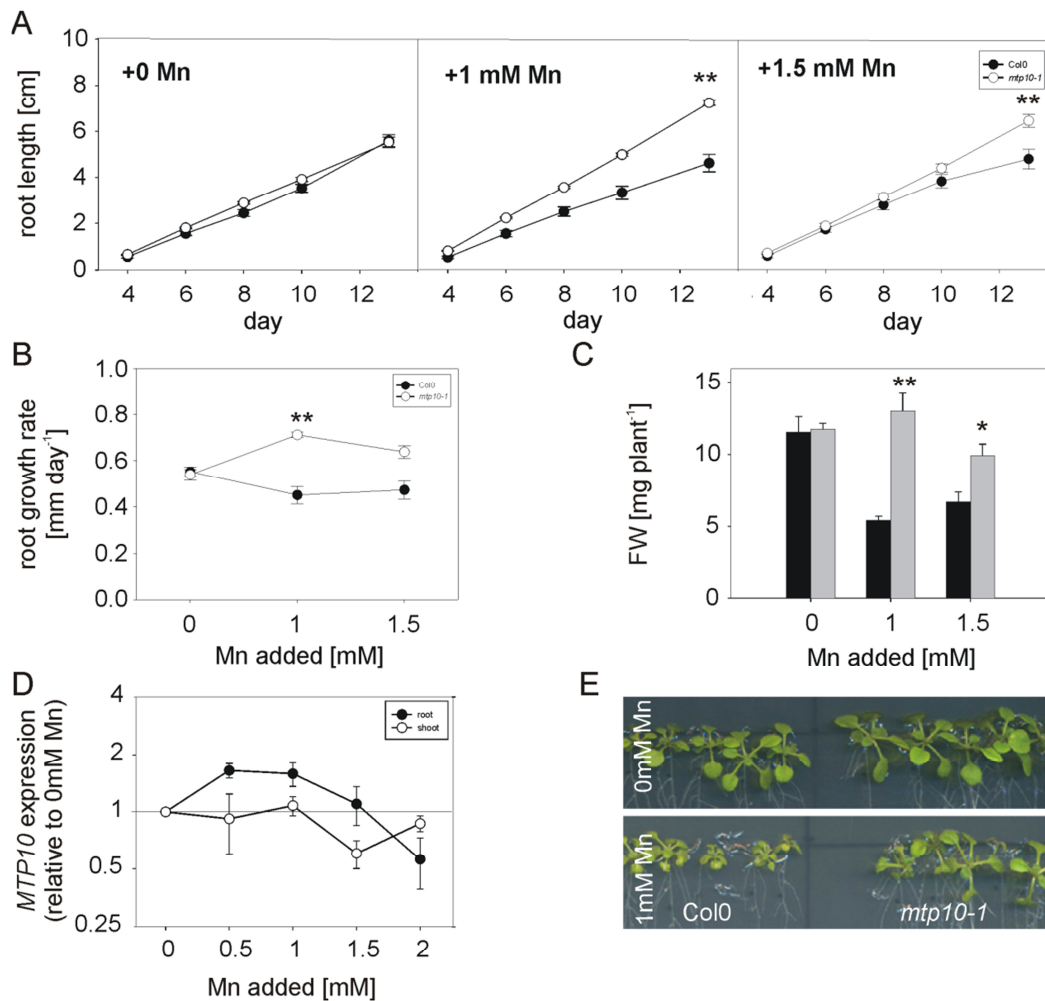 A
root length [cm]
10
8
6
4
2
0
+0 Mn
+1 mM Mn
+1.5 mM Mn
**
**
Col0
mtp10-1
4 6 8 10 12
4 6 8 10 12
4 6 8 10 12
day
day
day
B
root growth rate
[mm day⁻¹]
1.0
0.8
0.6
0.4
0.2
0.0
**
Col0
mtp10-1
0 1 1.5
Mn added [mM]
C
FW [mg plant⁻¹]
15
10
5
0
**
*
0 1 1.5
Mn added [mM]
D
MTP10 expression
(relative to 0mM Mn)
4
2
1
0.5
0.25
root
shoot
0 0.5 1 1.5 2
Mn added [mM]
E
0mM Mn
1mM Mn
Col0
mtp10-1